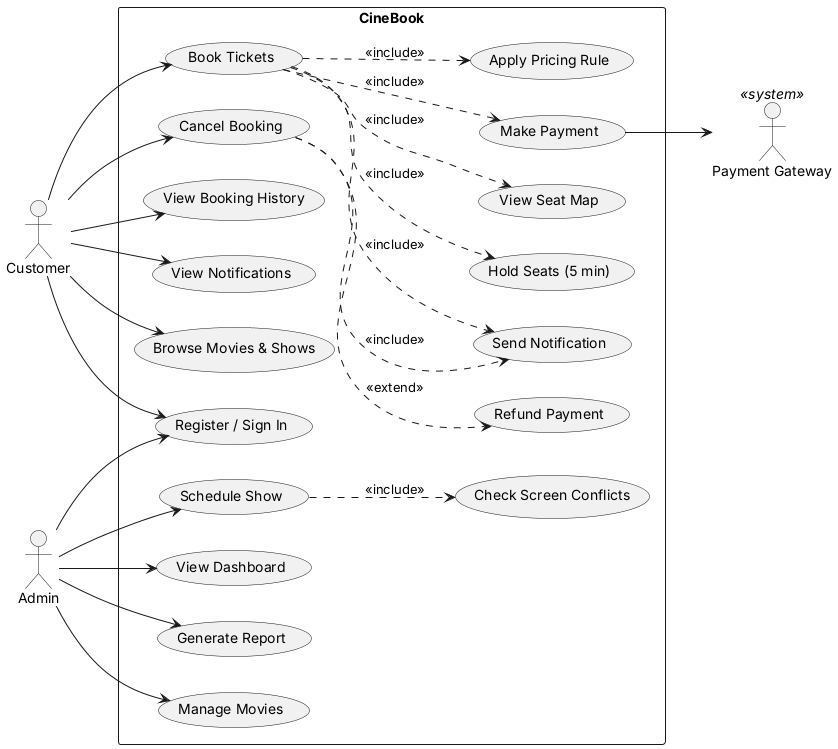 CineBook
Book Tickets
«include»
Apply Pricing Rule
«include»
«system»
Cancel Booking
«include»
Make Payment
Payment Gateway
«include»
View Booking History
View Seat Map
Customer
View Notifications
«include»
Hold Seats (5 min)
Browse Movies & Shows
«include»
Send Notification
«extend»
Register / Sign In
Refund Payment
Schedule Show
«include»
Check Screen Conflicts
Admin
View Dashboard
Generate Report
Manage Movies